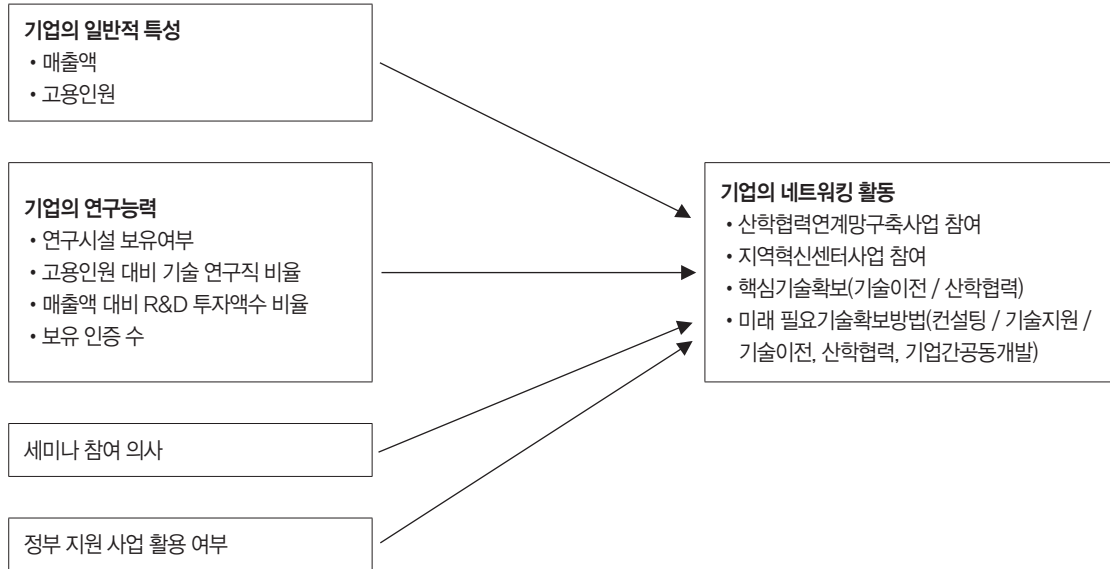 기업의 일반적 특성
• 매출액
• 고용인원
기업의 연구능력
• 연구시설 보유여부
• 고용인원 대비 기술 연구직 비율
• 매출액 대비 R&D 투자액수 비율
• 보유 인증 수
세미나 참여 의사
정부 지원 사업 활용 여부
기업의 네트워킹 활동
• 산학협력연계망구축사업 참여
• 지역혁신센터사업 참여
• 핵심기술확보(기술이전 / 산학협력)
• 미래 필요기술확보방법(컨설팅 / 기술지원 /
기술이전, 산학협력, 기업간공동개발)